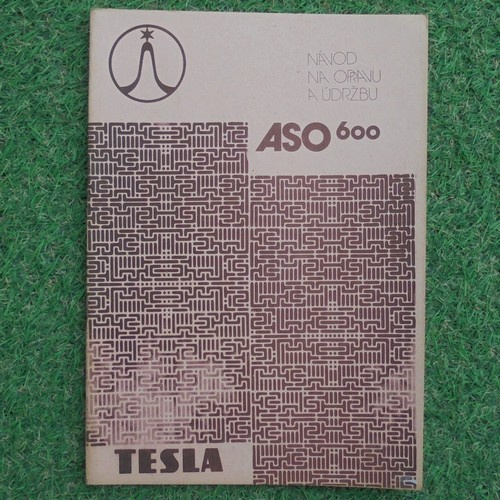 NÁVOD
NA OPRAVU
A ÚDRŽBU
ASO 600
TESLA